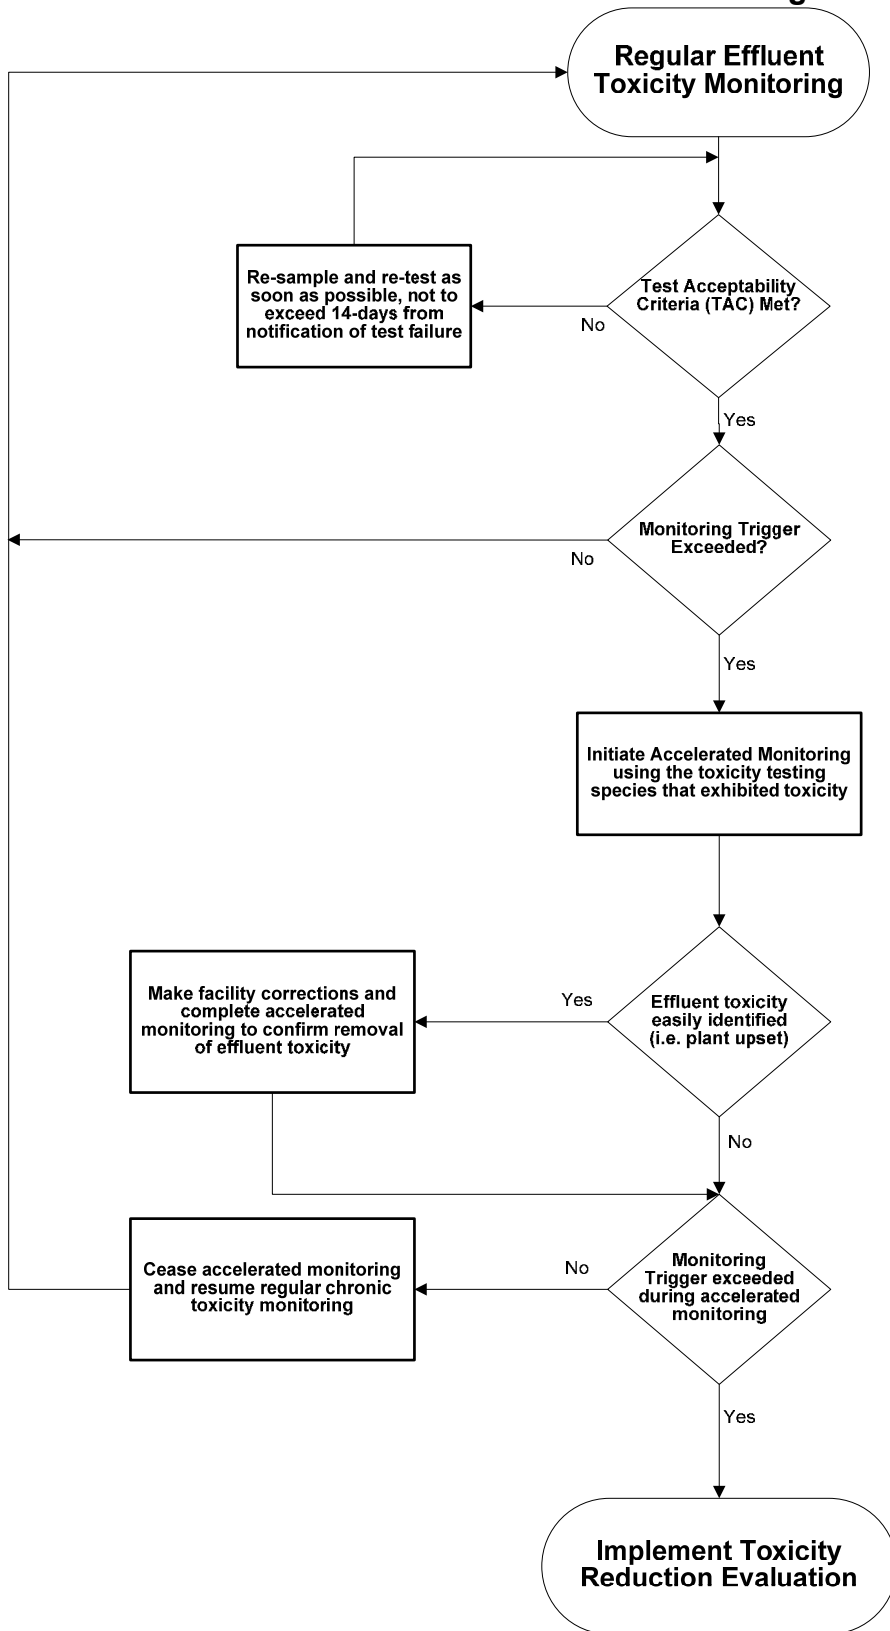 Regular Effluent
Toxicity Monitoring
Re-sample and re-test as
soon as possible, not to
exceed 14-days from
notification of test failure
Test Acceptability
Criteria (TAC) Met?
No
Yes
Monitoring Trigger
Exceeded?
No
Yes
Initiate Accelerated Monitoring
using the toxicity testing
species that exhibited toxicity
Make facility corrections and
complete accelerated
monitoring to confirm removal
of effluent toxicity
Yes
Effluent toxicity
easily identified
(i.e. plant upset)
No
Cease accelerated monitoring
and resume regular chronic
toxicity monitoring
No
Monitoring
Trigger exceeded
during accelerated
monitoring
Yes
Implement Toxicity
Reduction Evaluation